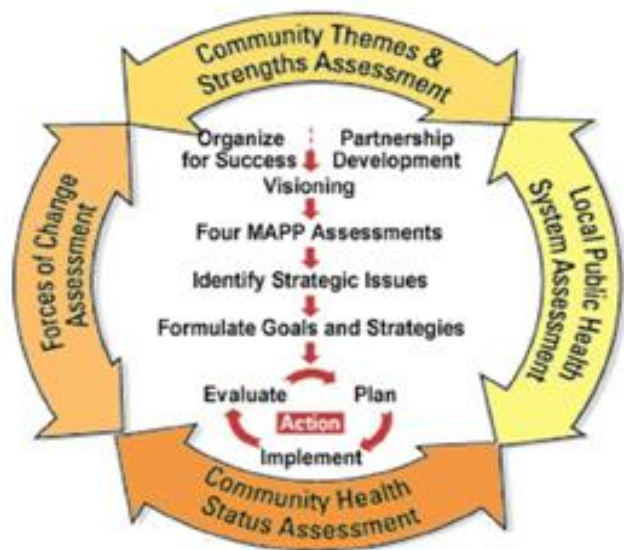 Community Themes &
Strengths Assessment
Organize
for Success
Partnership
Development
Visioning
Four MAPP Assessments
Identify Strategic Issues
Formulate Goals and Strategies
Evaluate
Plan
Action
Implement
Forces of Change
Assessment
Local Public Health
System Assessment
Community Health
Status Assessment